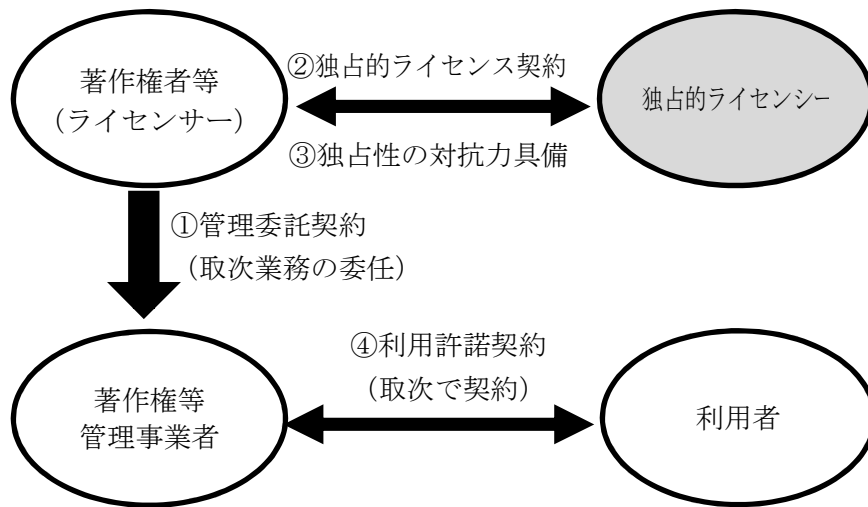 著作権者等
（ライセンサー）
②独占的ライセンス契約
③独占性の対抗力具備
独占的ライセンシー
①管理委託契約
（取次業務の委任）
著作権等
管理事業者
④利用許諾契約
（取次で契約）
利用者